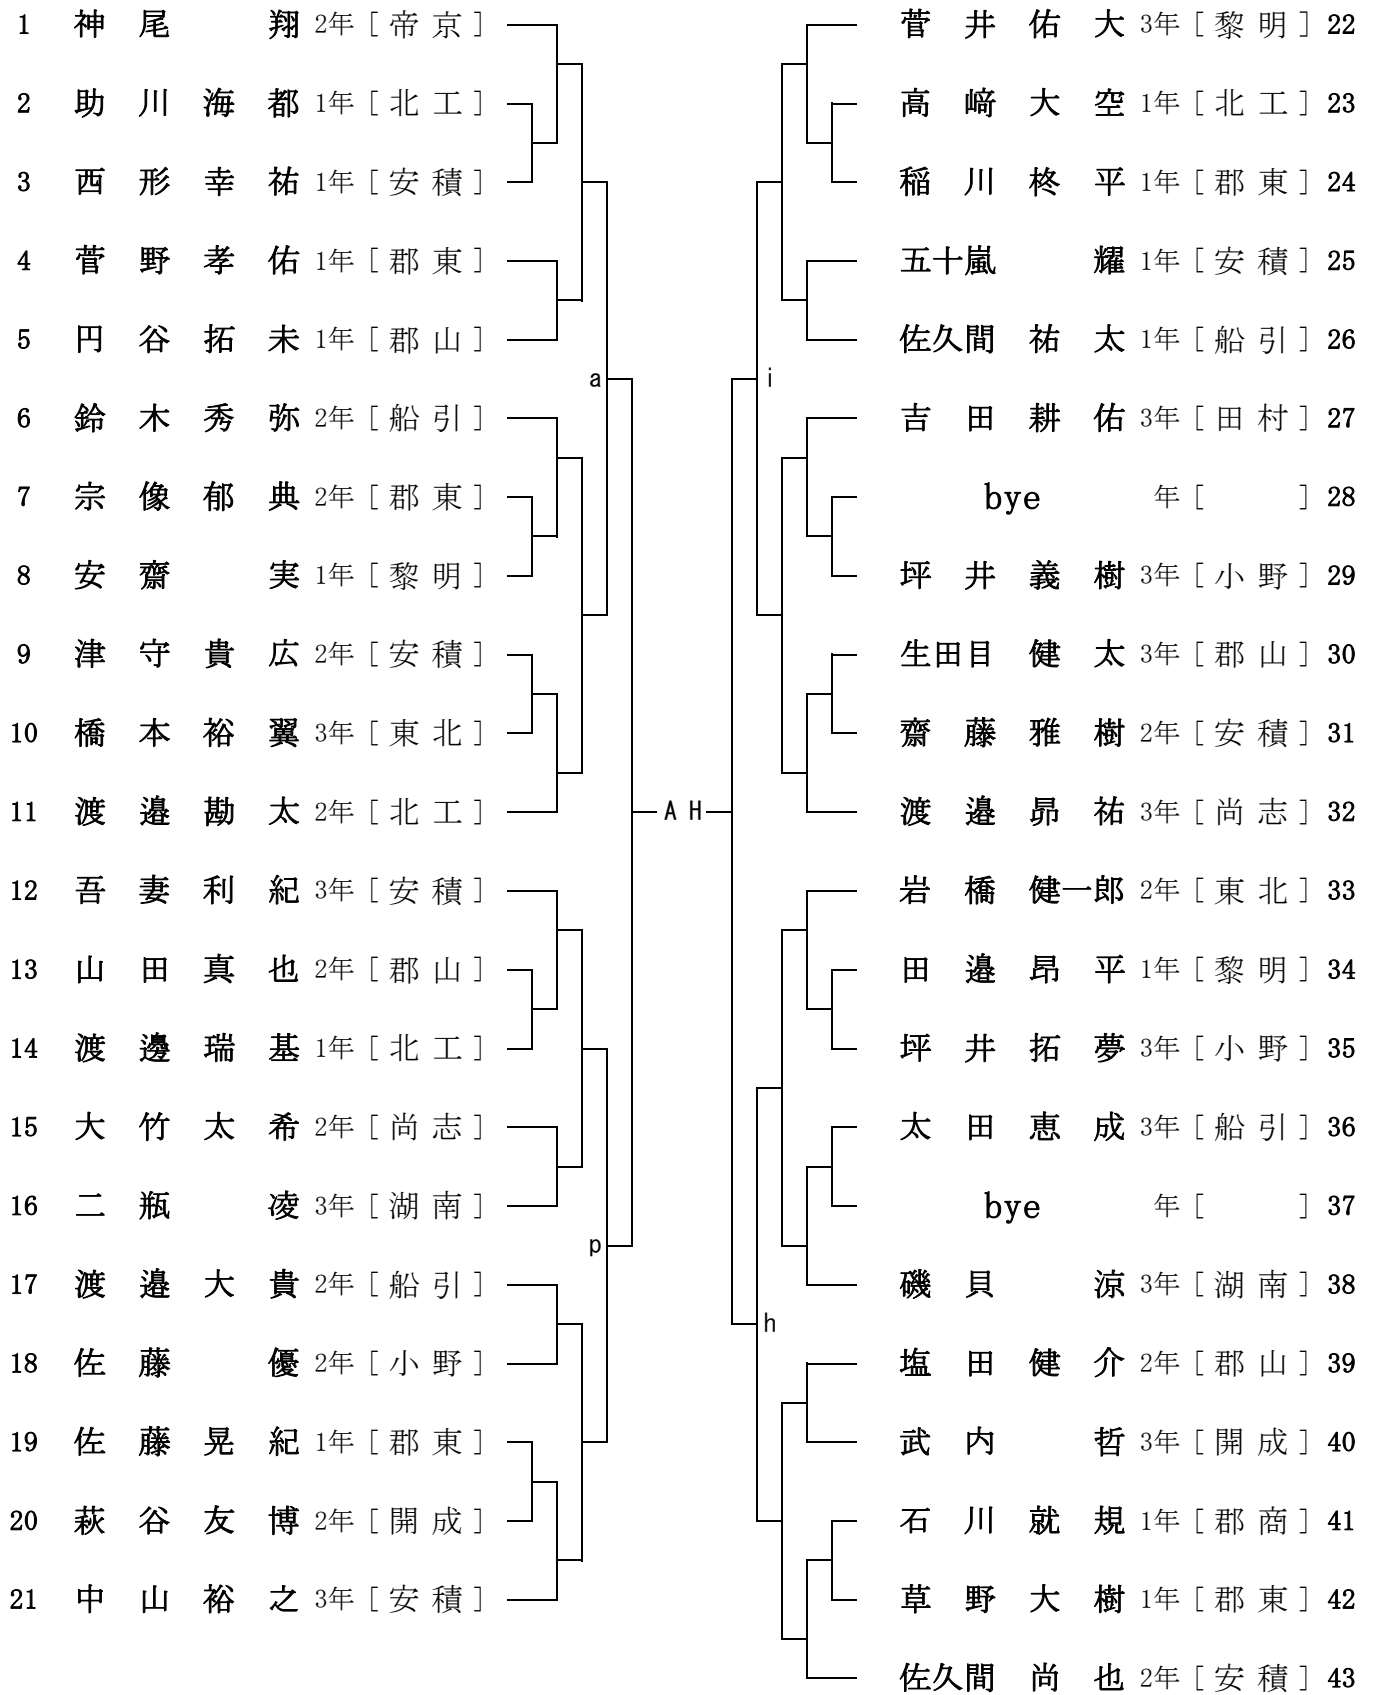 1 神尾 翔 2年 [ 帝京 ]
2 助川海都 1年 [ 北工 ]
3 西形幸祐 1年 [ 安積 ]
4 菅野孝佑 1年 [ 郡東 ]
5 円谷拓未 1年 [ 郡山 ]
a
6 鈴木秀弥 2年 [ 船引 ]
7 宗像郁典 2年 [ 郡東 ]
8 安齋 実 1年 [ 黎明 ]
9 津守貴広 2年 [ 安積 ]
10 橋本裕翼 3年 [ 東北 ]
11 渡邉勘太 2年 [ 北工 ]
A H
12 吾妻利紀 3年 [ 安積 ]
13 山田真也 2年 [ 郡山 ]
14 渡邊瑞基 1年 [ 北工 ]
15 大竹太希 2年 [ 尚志 ]
16 二瓶 凌 3年 [ 湖南 ]
p
17 渡邉大貴 2年 [ 船引 ]
18 佐藤 優 2年 [ 小野 ]
19 佐藤晃紀 1年 [ 郡東 ]
20 萩谷友博 2年 [ 開成 ]
21 中山裕之 3年 [ 安積 ]
菅井佑大 3年 [ 黎明 ] 22
高﨑大空 1年 [ 北工 ] 23
稲川柊平 1年 [ 郡東 ] 24
五十嵐 耀 1年 [ 安積 ] 25
佐久間祐太 1年 [ 船引 ] 26
i
吉田耕佑 3年 [ 田村 ] 27
bye 年 [ ] 28
坪井義樹 3年 [ 小野 ] 29
生田目健太 3年 [ 郡山 ] 30
齋藤雅樹 2年 [ 安積 ] 31
渡邉昴祐 3年 [ 尚志 ] 32
岩橋健一郎 2年 [ 東北 ] 33
田邉昂平 1年 [ 黎明 ] 34
坪井拓夢 3年 [ 小野 ] 35
太田恵成 3年 [ 船引 ] 36
bye 年 [ ] 37
磯貝 涼 3年 [ 湖南 ] 38
h
塩田健介 2年 [ 郡山 ] 39
武内 哲 3年 [ 開成 ] 40
石川就規 1年 [ 郡商 ] 41
草野大樹 1年 [ 郡東 ] 42
佐久間尚也 2年 [ 安積 ] 43